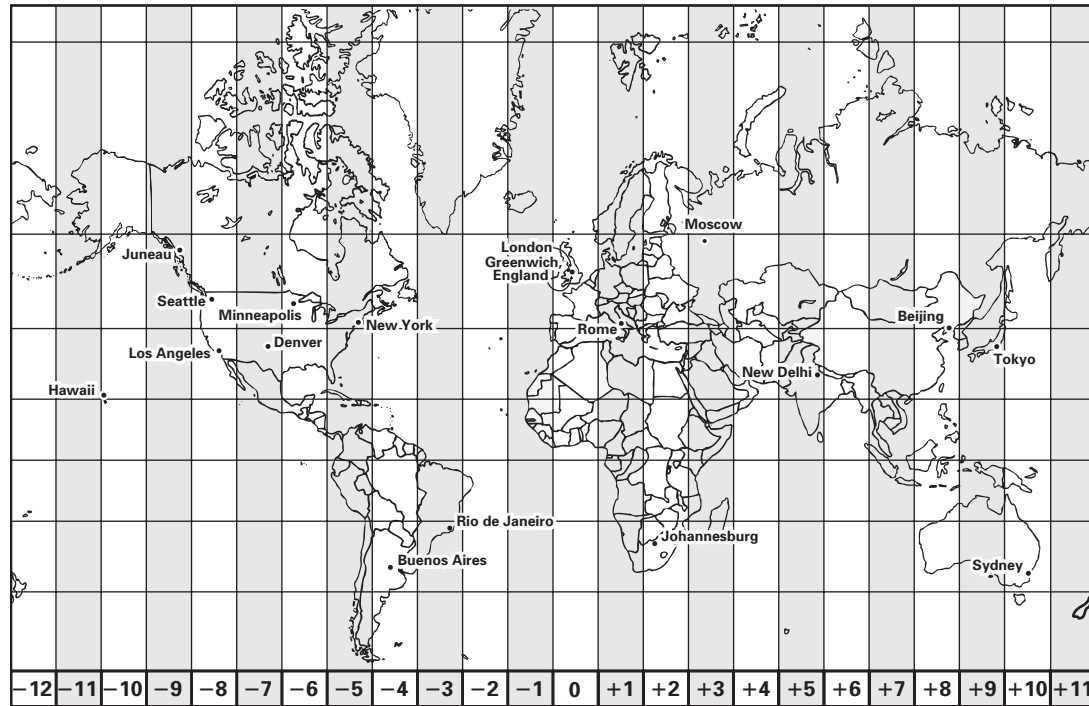 Moscow
Juneau
London
Greenwich,
England
Seattle
Minneapolis
New York
Rome
Beijing
Denver
Los Angeles
Tokyo
New Delhi
Hawaii
Rio de Janeiro
Johannesburg
Buenos Aires
Sydney
−12 −11 −10 −9 −8 −7 −6 −5 −4 −3 −2 −1 0 +1 +2 +3 +4 +5 +6 +7 +8 +9 +10 +11